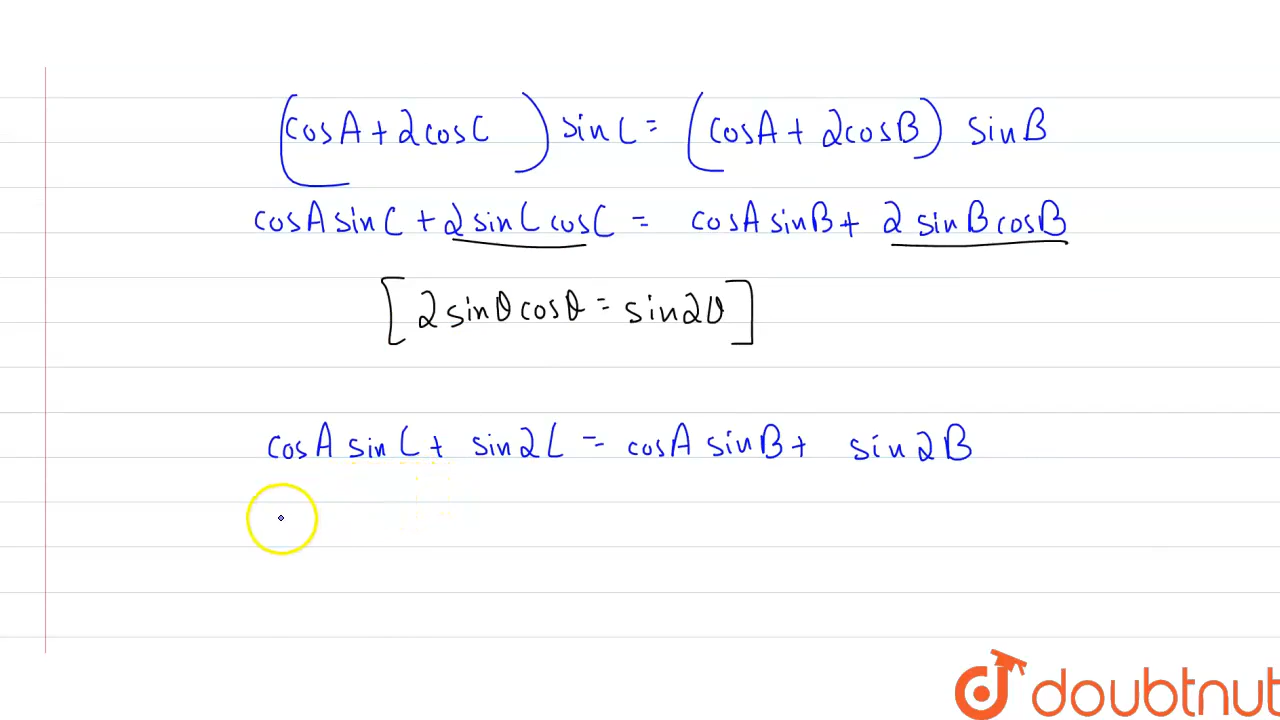 (cosA + 2cosC) sinC = (cosA + 2cosB) sinB
cosA sinC + 2 sinC cosC = cosA sinB + 2 sinB cosB
[2 sinθ cosθ = sin2θ]
cosA sinC + sin2C = cosA sinB + sin2B
doubtnut